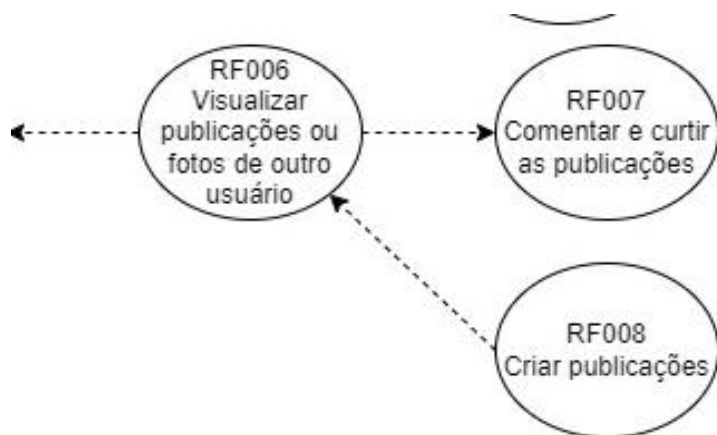 RF006
Visualizar
publicações ou
fotos de outro
usuário
RF007
Comentar e curtir
as publicações
RF008
Criar publicações